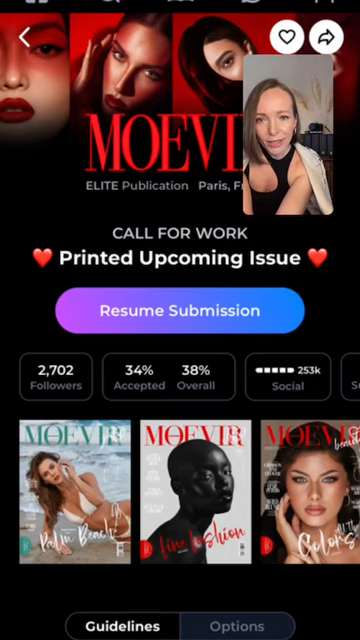 MOEVI
ELITE Publication Paris, Fr
CALL FOR WORK
❤️ Printed Upcoming Issue ❤️
Resume Submission
2,702
Followers
34%
Accepted
38%
Overall
253k
Social
MOEVIR
Palm Beach
MOEVIR
fine fashion
MOEVIR
Colors
Guidelines
Options